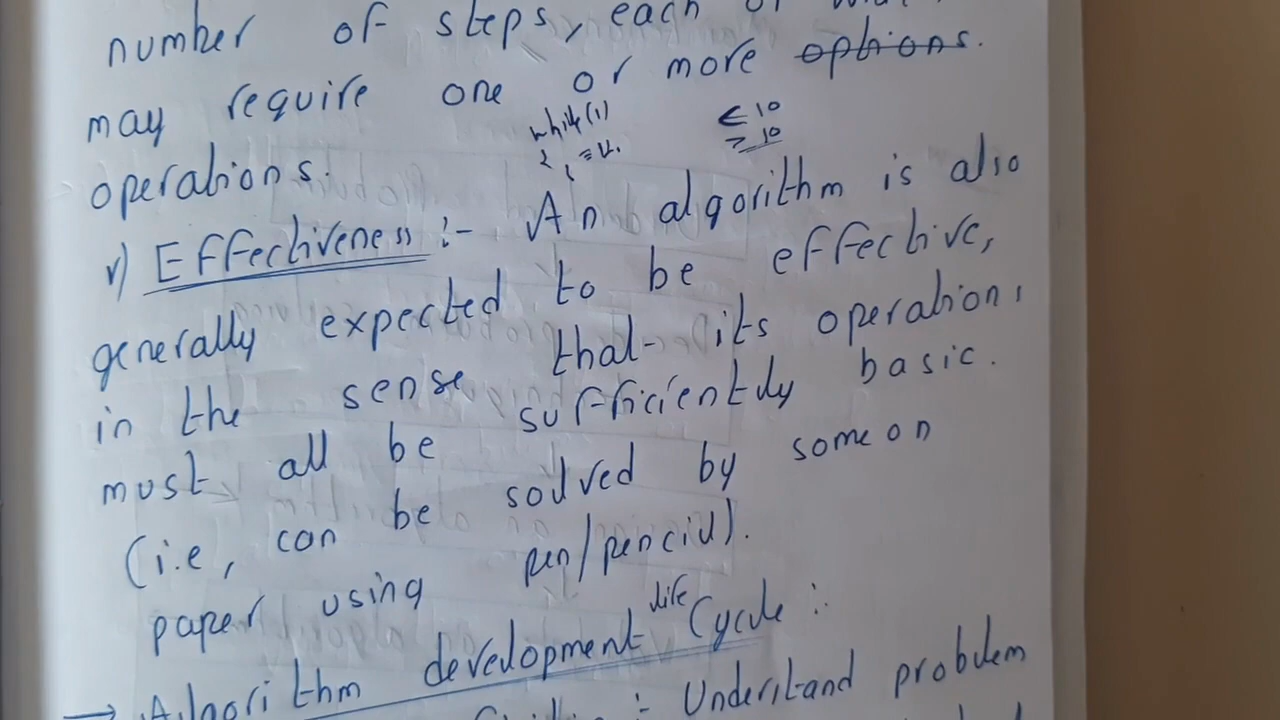 number of steps, each of
may require one or more options.
operations.
while(1)
≤ 10
≥ 10
v) Effectiveness :- An algorithm is also
generally expected to be effective,
in the sense that its operations
must all be sufficiently basic.
(i.e, can be solved by someon
paper using pen/pencil).
→ Algorithm development life Cycle :-
:- Understand problem